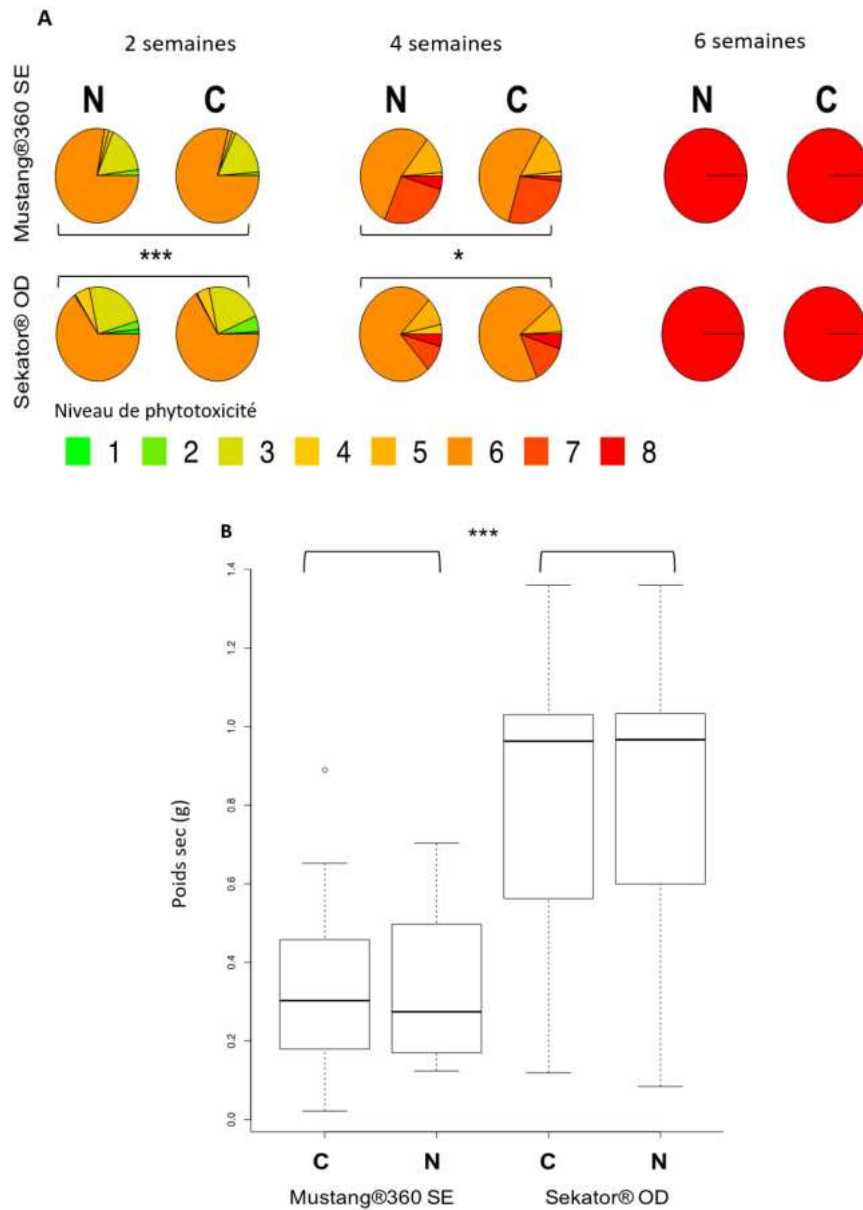 A
2 semaines 4 semaines 6 semaines
Mustang®360 SE
N C N C N C
*** *
Sekator® OD
Niveau de phytotoxicité
1 2 3 4 5 6 7 8
B
***
Poids sec (g)
1.4
1.2
1.0
0.8
0.6
0.4
0.2
0.0
C N C N
Mustang®360 SE Sekator® OD